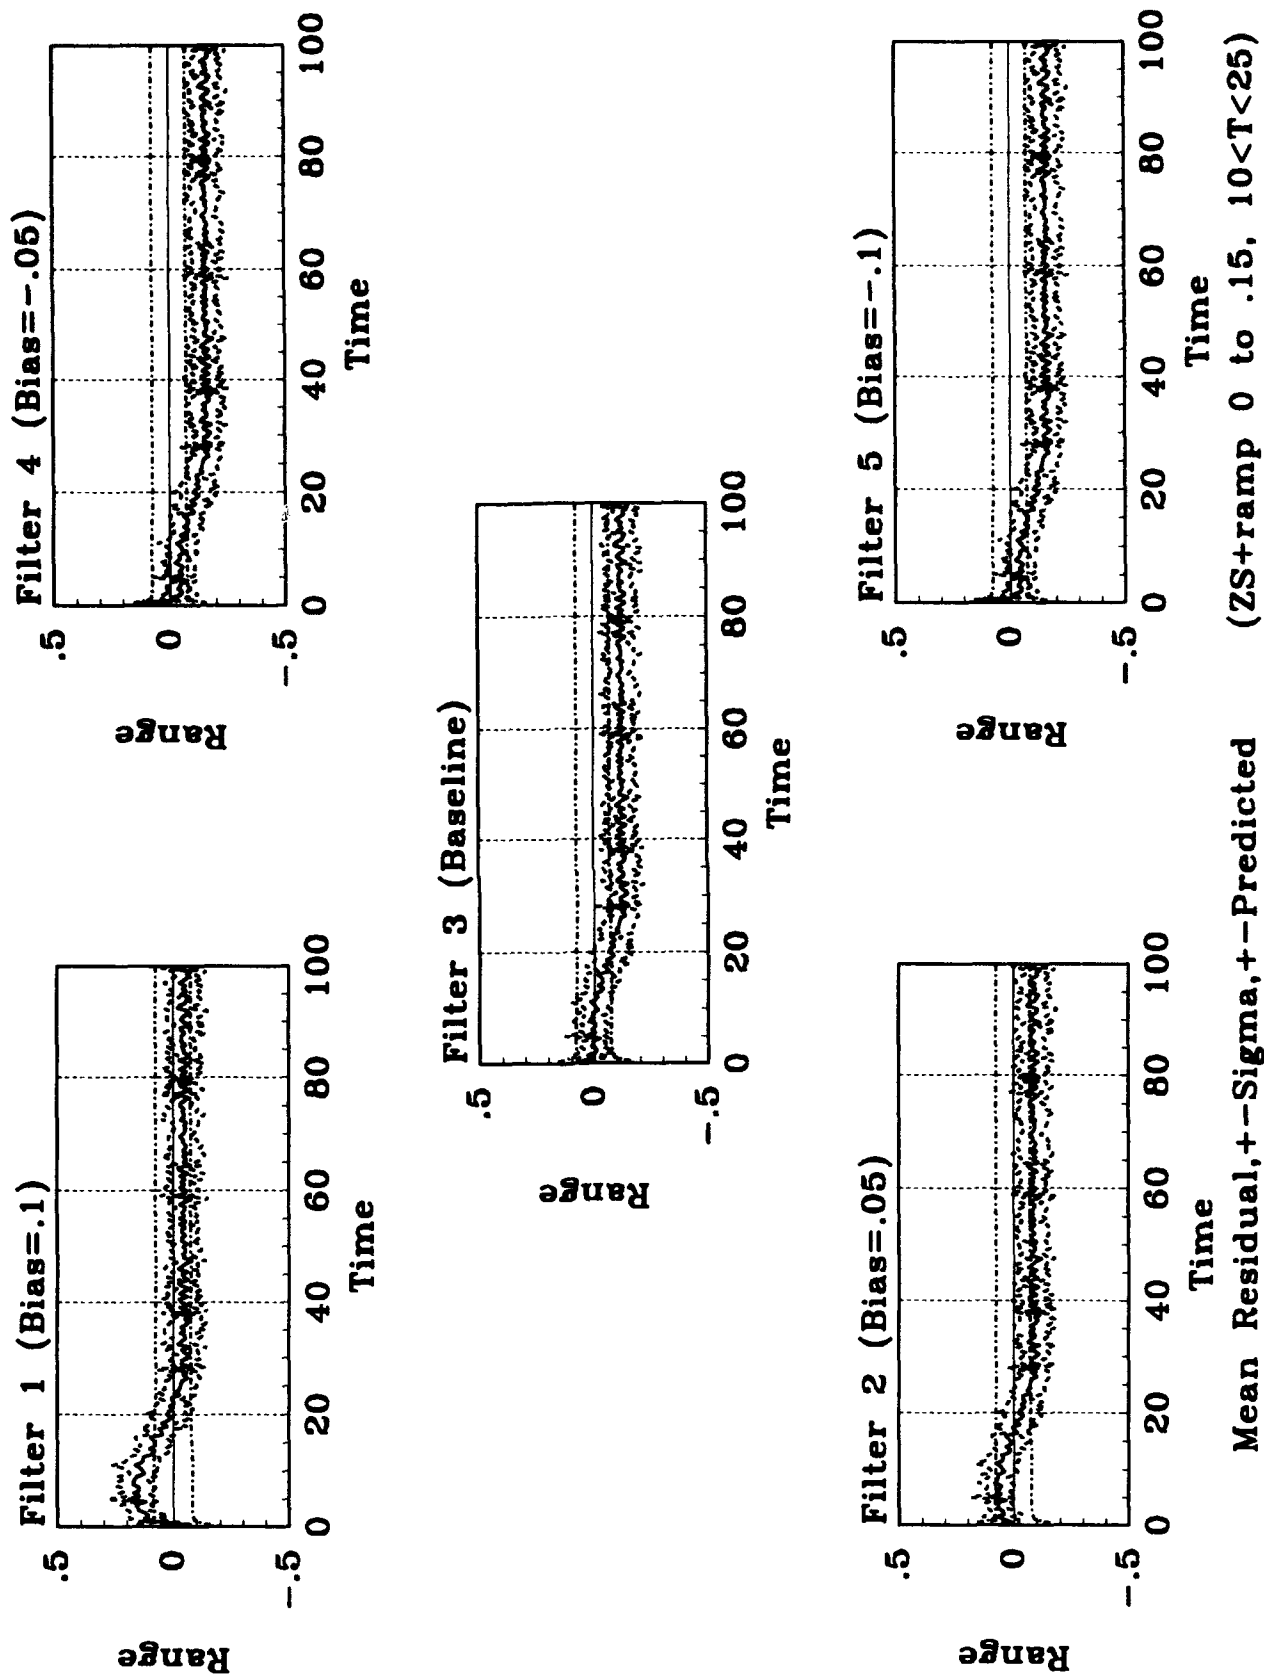 Filter 1 (Bias=.1)
.5
0
-.5
Range
0 20 40 60 80 100
Time
Filter 4 (Bias=-.05)
.5
0
-.5
Range
0 20 40 60 80 100
Time
Filter 3 (Baseline)
.5
0
-.5
Range
0 20 40 60 80 100
Time
Filter 2 (Bias=.05)
.5
0
-.5
Range
0 20 40 60 80 100
Time
Filter 5 (Bias=-.1)
.5
0
-.5
Range
0 20 40 60 80 100
Time
Mean Residual,+-Sigma,+-Predicted (ZS+ramp 0 to .15, 10<T<25)